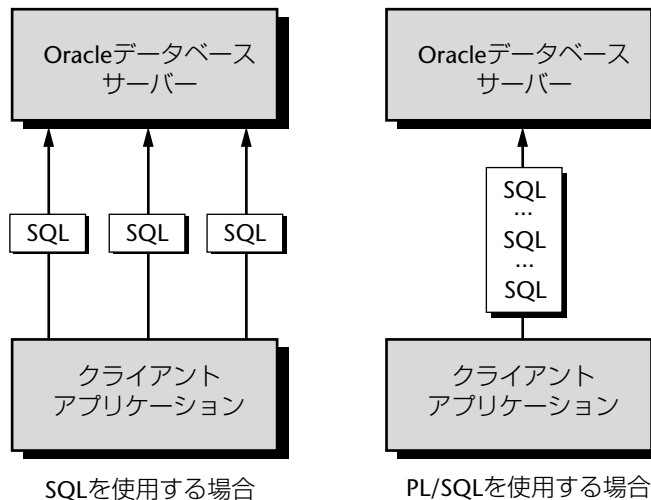 Oracleデータベース
サーバー
SQL
SQL
SQL
クライアント
アプリケーション
SQLを使用する場合
Oracleデータベース
サーバー
SQL
...
SQL
...
SQL
クライアント
アプリケーション
PL/SQLを使用する場合